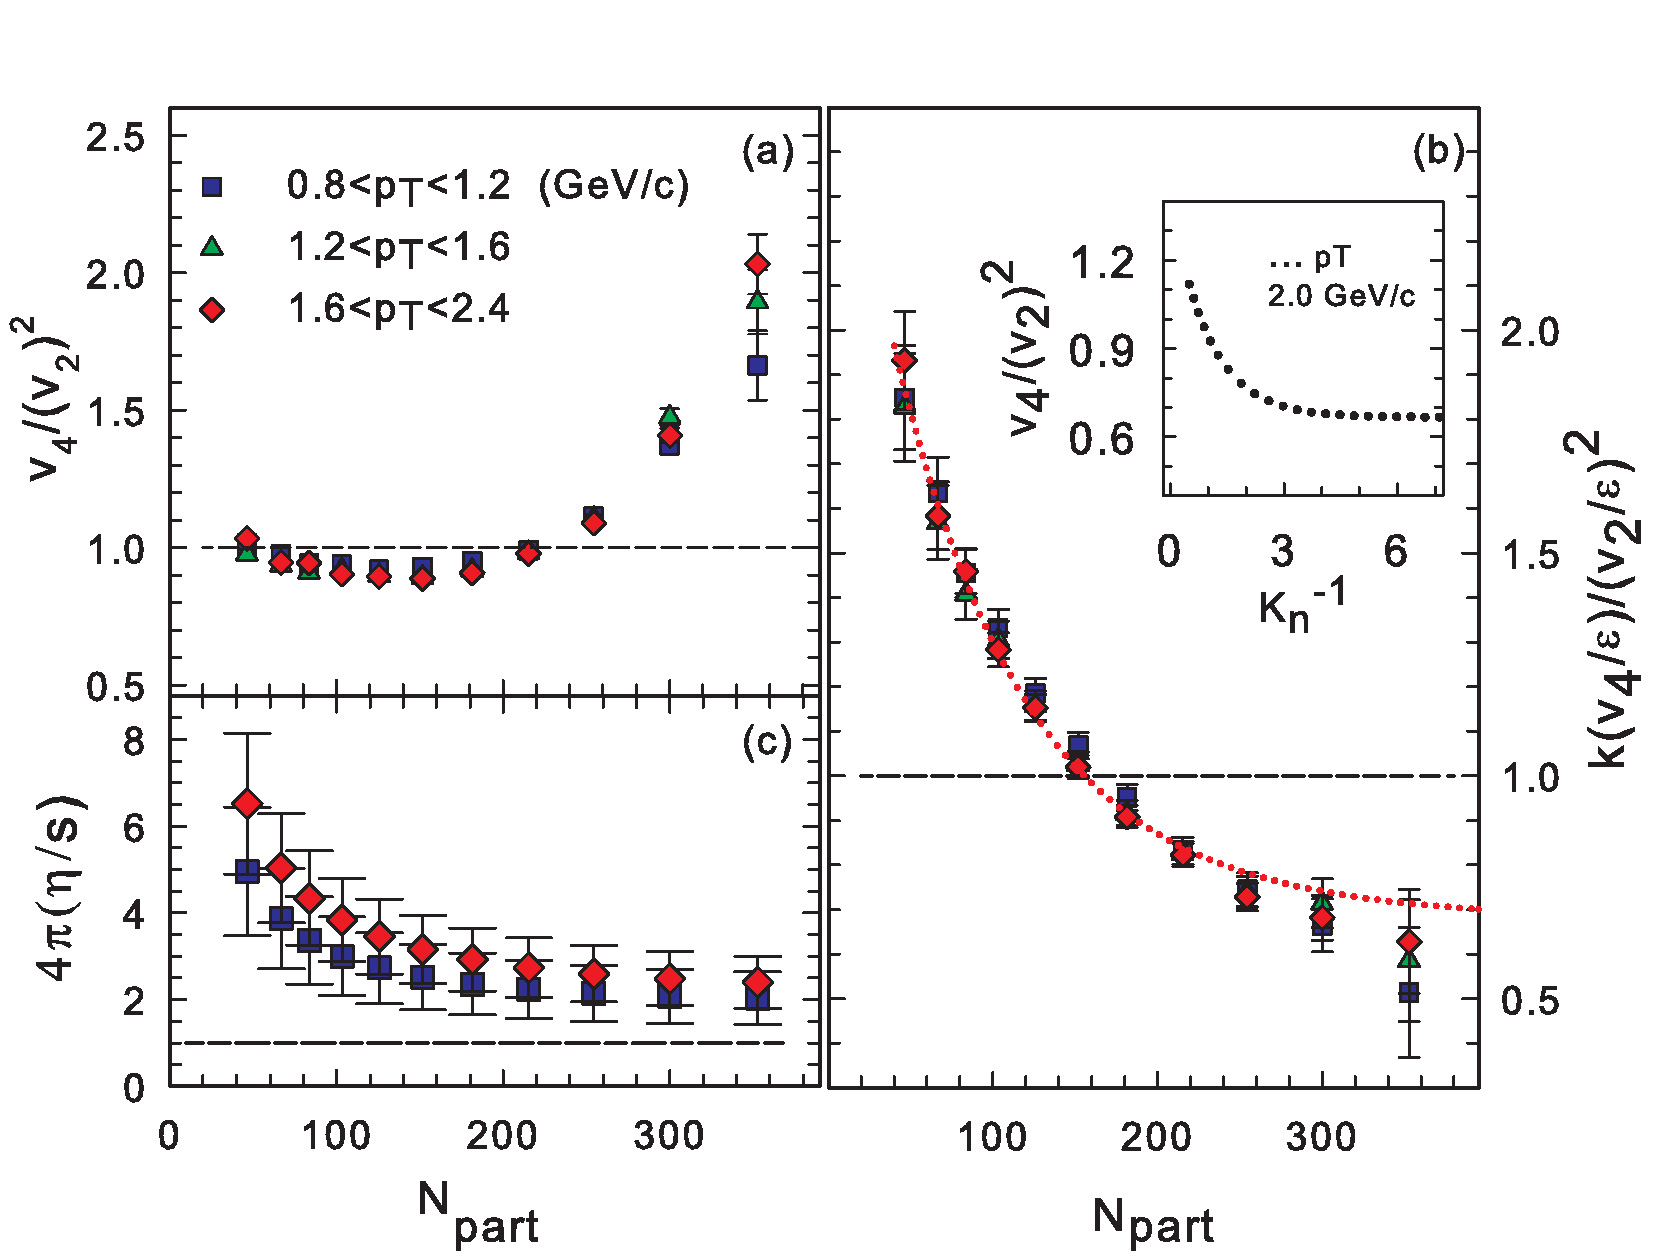 (a)
2.5
2.0
1.5
1.0
0.5
v4/(v2)2
0.8<pT<1.2 (GeV/c)
1.2<pT<1.6
1.6<pT<2.4
(c)
8
6
4
2
0
4π(η/s)
0 100 200 300
Npart
(b)
2.0
1.5
1.0
0.5
k(v4/ε)/(v2/ε)2
100 200 300
Npart
1.2
0.9
0.6
v4/(v2)2
... pT
2.0 GeV/c
0 3 6
Kn-1